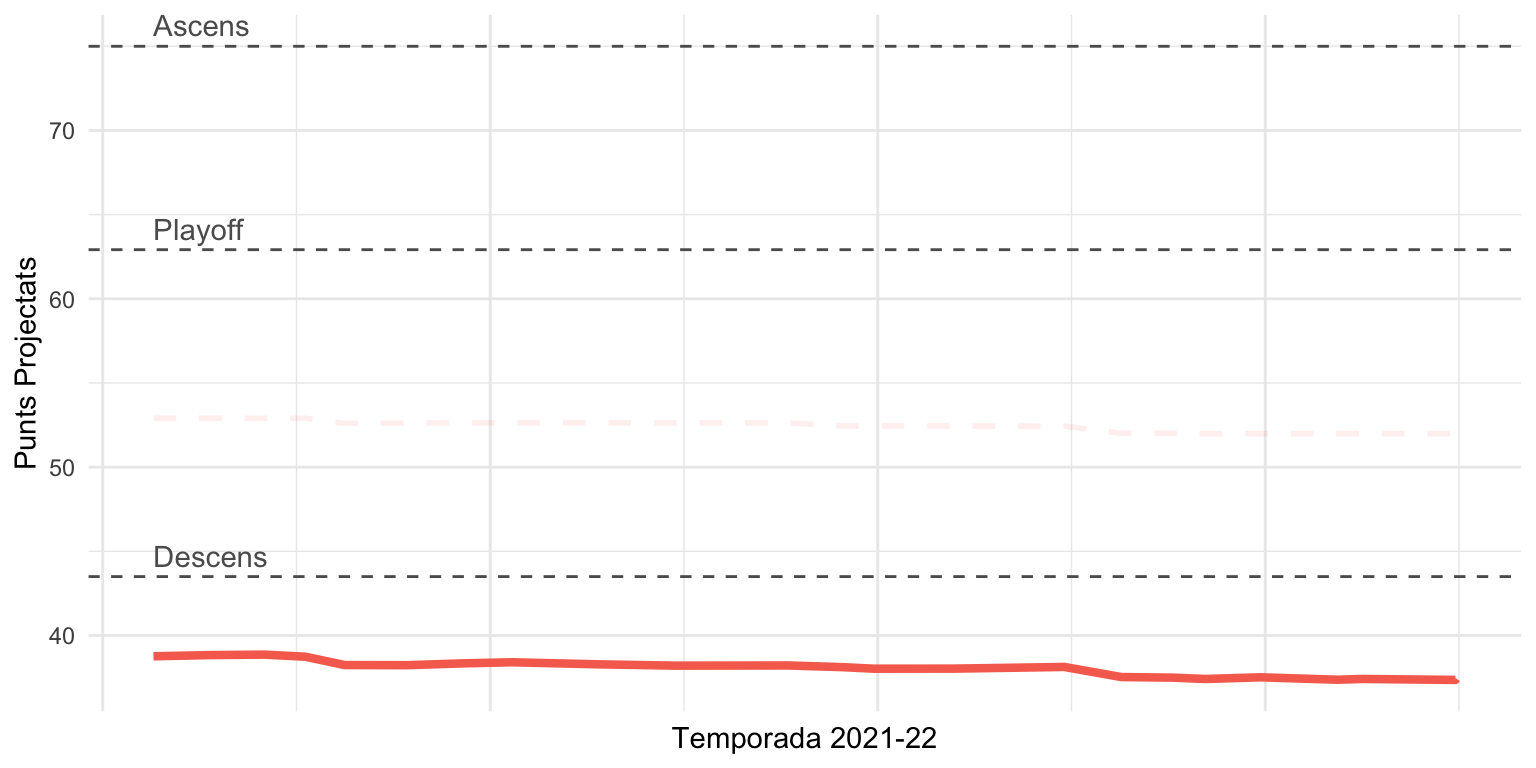 Ascens
70
Playoff
60
Punts Projectats
50
Descens
40
Temporada 2021-22